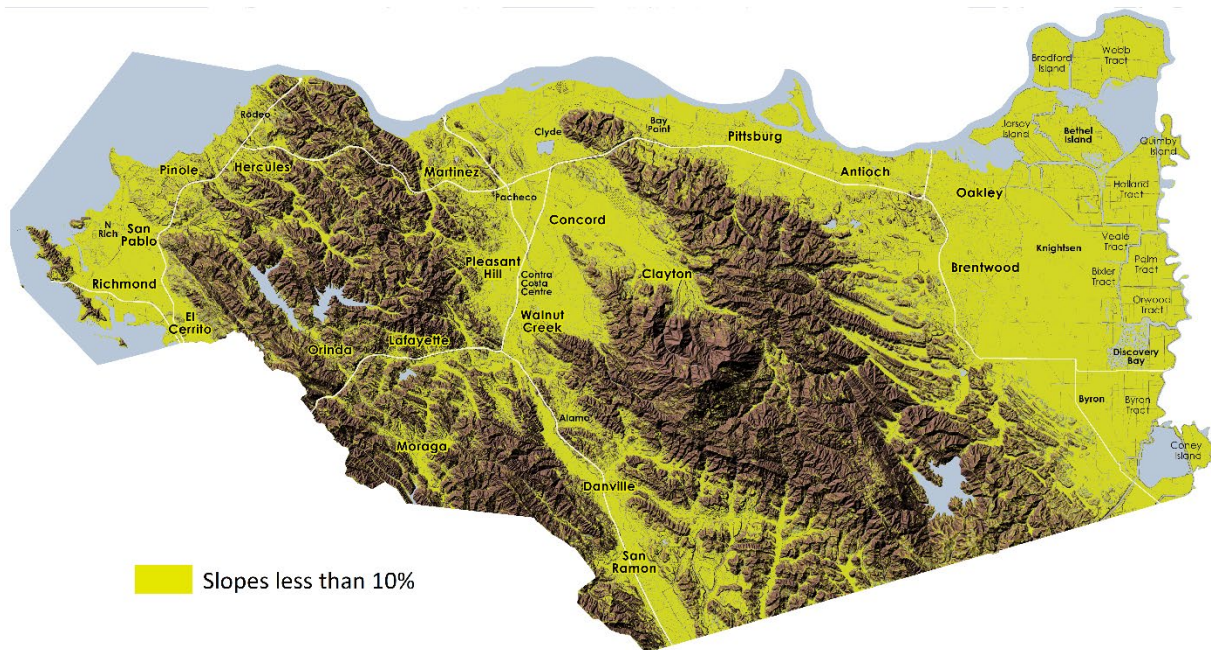 Bradford
Island
Webb
Tract
Rodeo
Clyde
Bay
Point
Pittsburg
Jersey
Island
Bethel
Island
Quimby
Island
Pinole
Hercules
Martinez
Antioch
Oakley
Holland
Tract
Pacheco
N
Rich
San
Pablo
Concord
Knightsen
Veale
Tract
Palm
Tract
Richmond
Pleasant
Hill
Contra
Costa
Centre
Clayton
Brentwood
Bixler
Tract
Orwood
Tract
El
Cerrito
Walnut
Creek
Orinda
Lafayette
Discovery
Bay
Byron
Byron
Tract
Alamo
Moraga
Coney
Island
Danville
San
Ramon
Slopes less than 10%